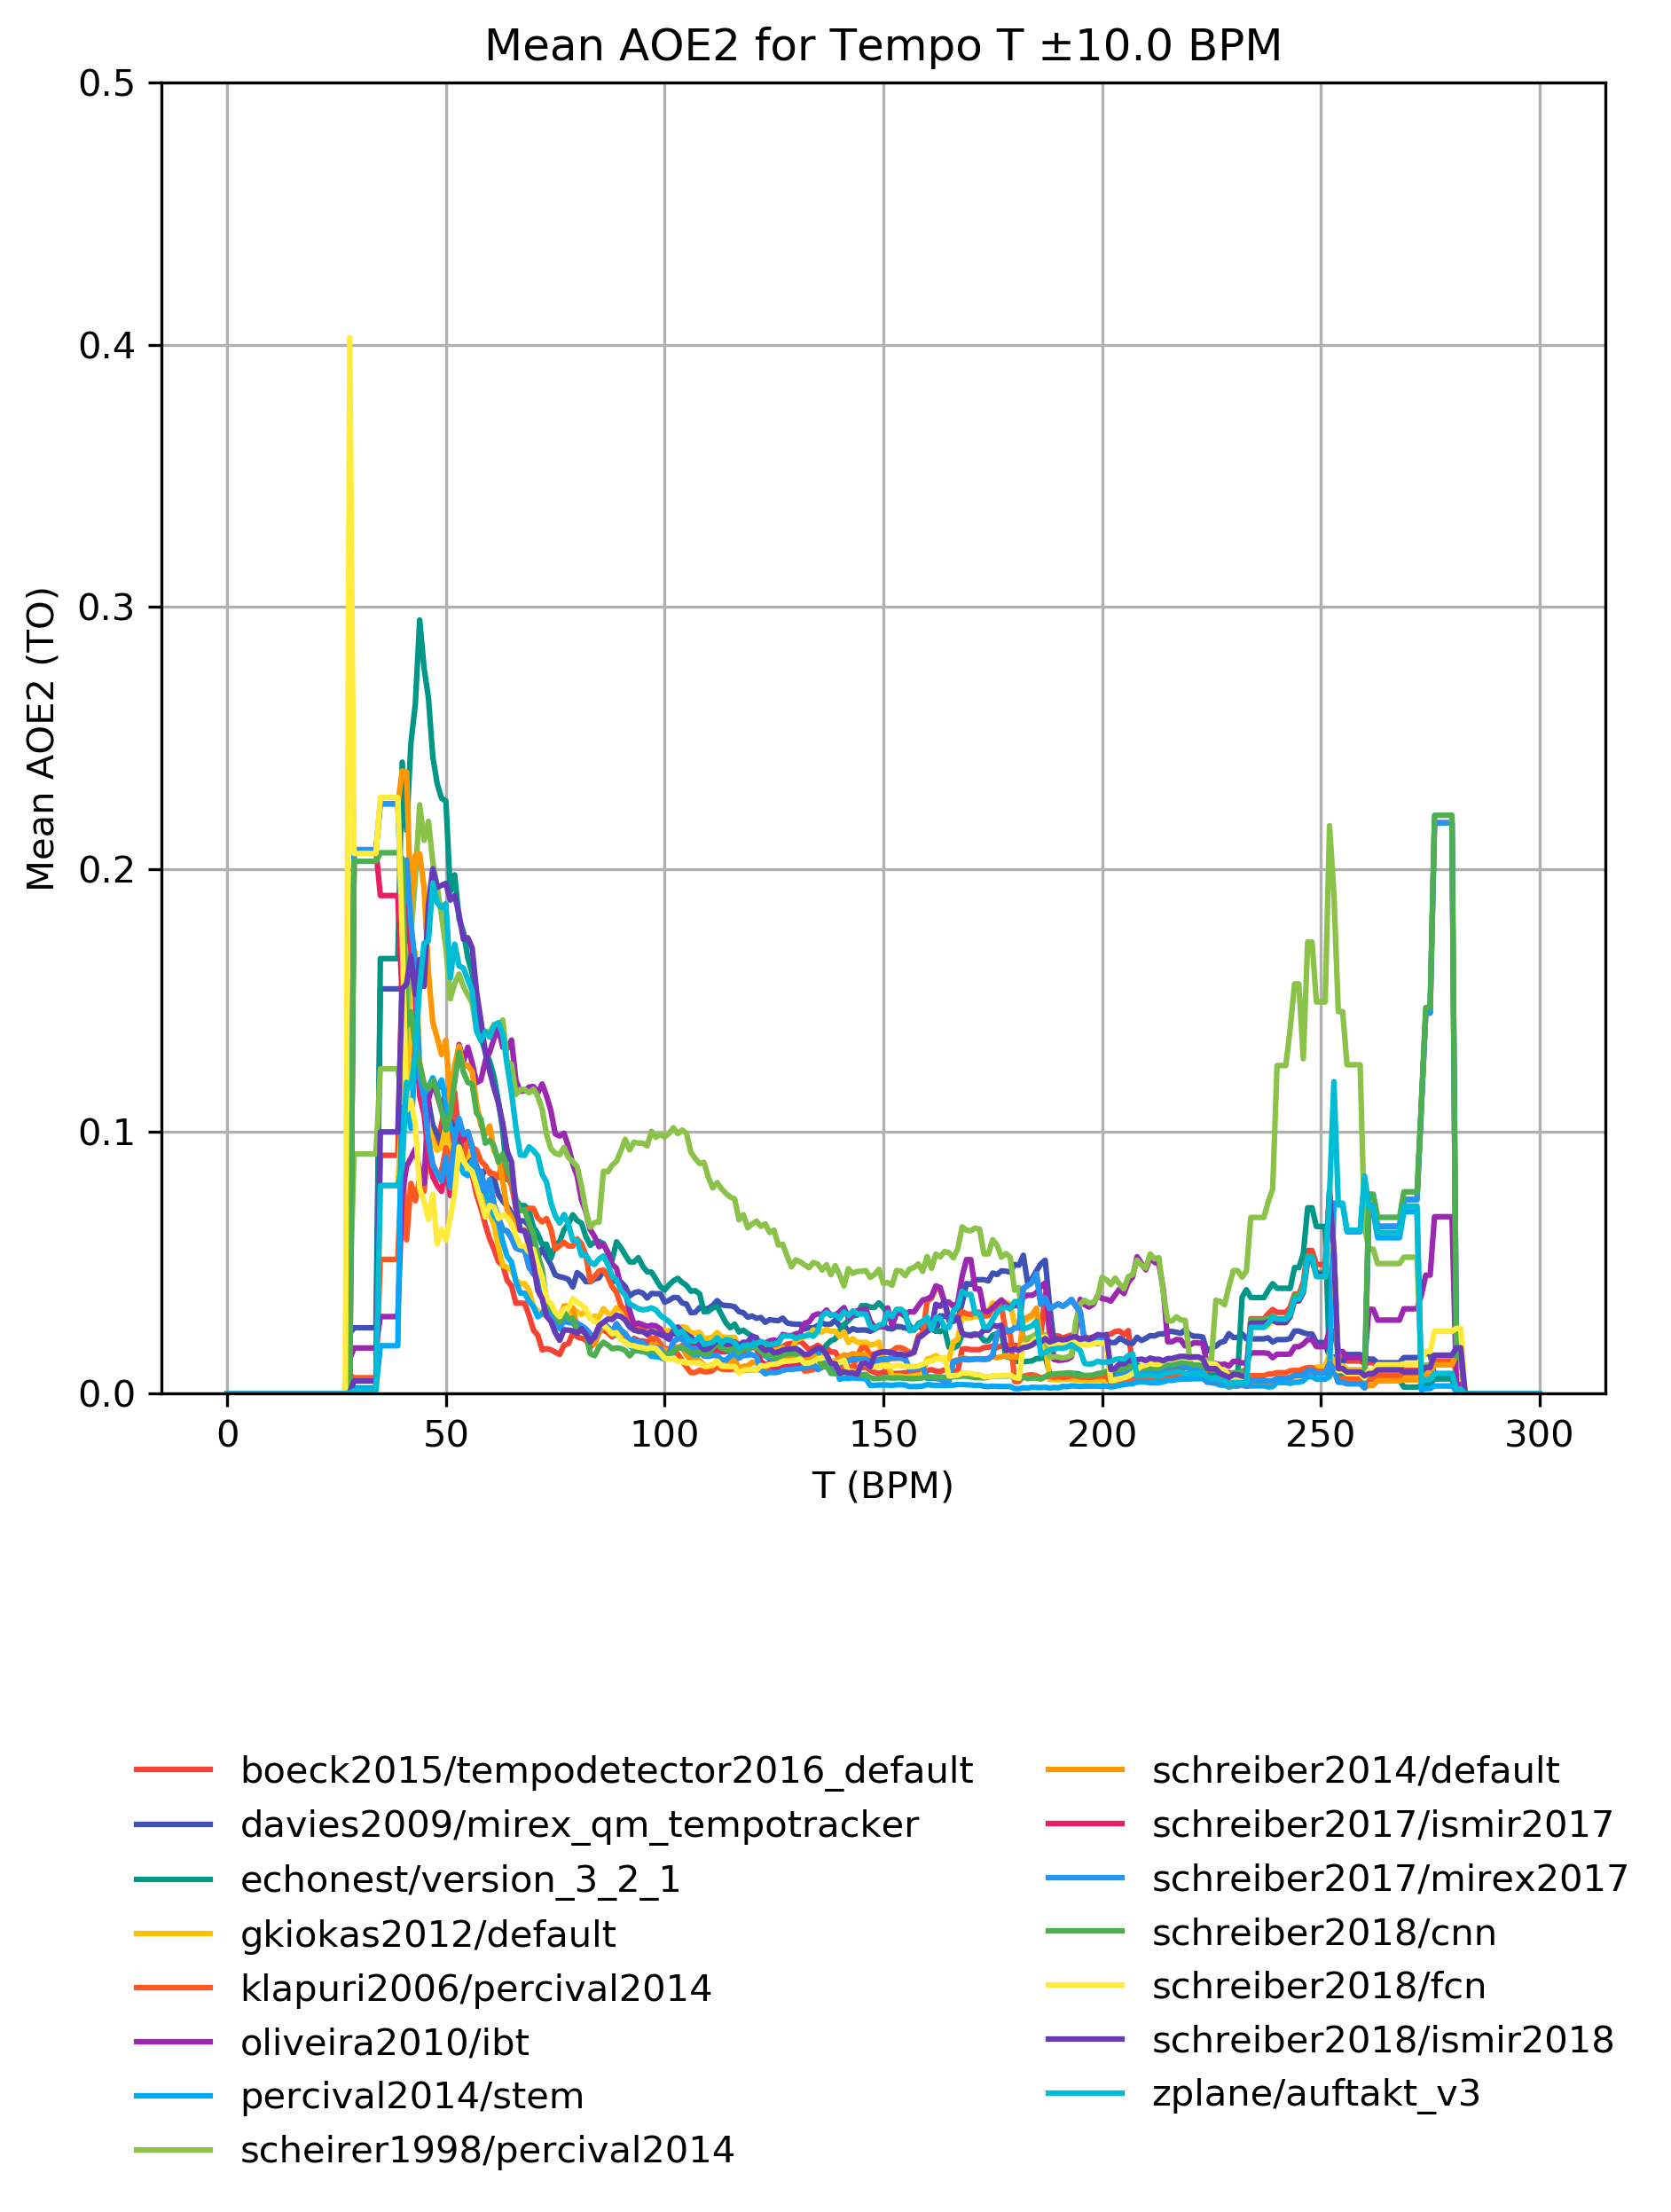 Mean AOE2 for Tempo T ±10.0 BPM
0.5
0.4
0.3
0.2
0.1
0.0
Mean AOE2 (TO)
0 50 100 150 200 250 300
T (BPM)
boeck2015/tempodetector2016_default
davies2009/mirex_qm_tempotracker
echonest/version_3_2_1
gkiokas2012/default
klapuri2006/percival2014
oliveira2010/ibt
percival2014/stem
scheirer1998/percival2014
schreiber2014/default
schreiber2017/ismir2017
schreiber2017/mirex2017
schreiber2018/cnn
schreiber2018/fcn
schreiber2018/ismir2018
zplane/auftakt_v3